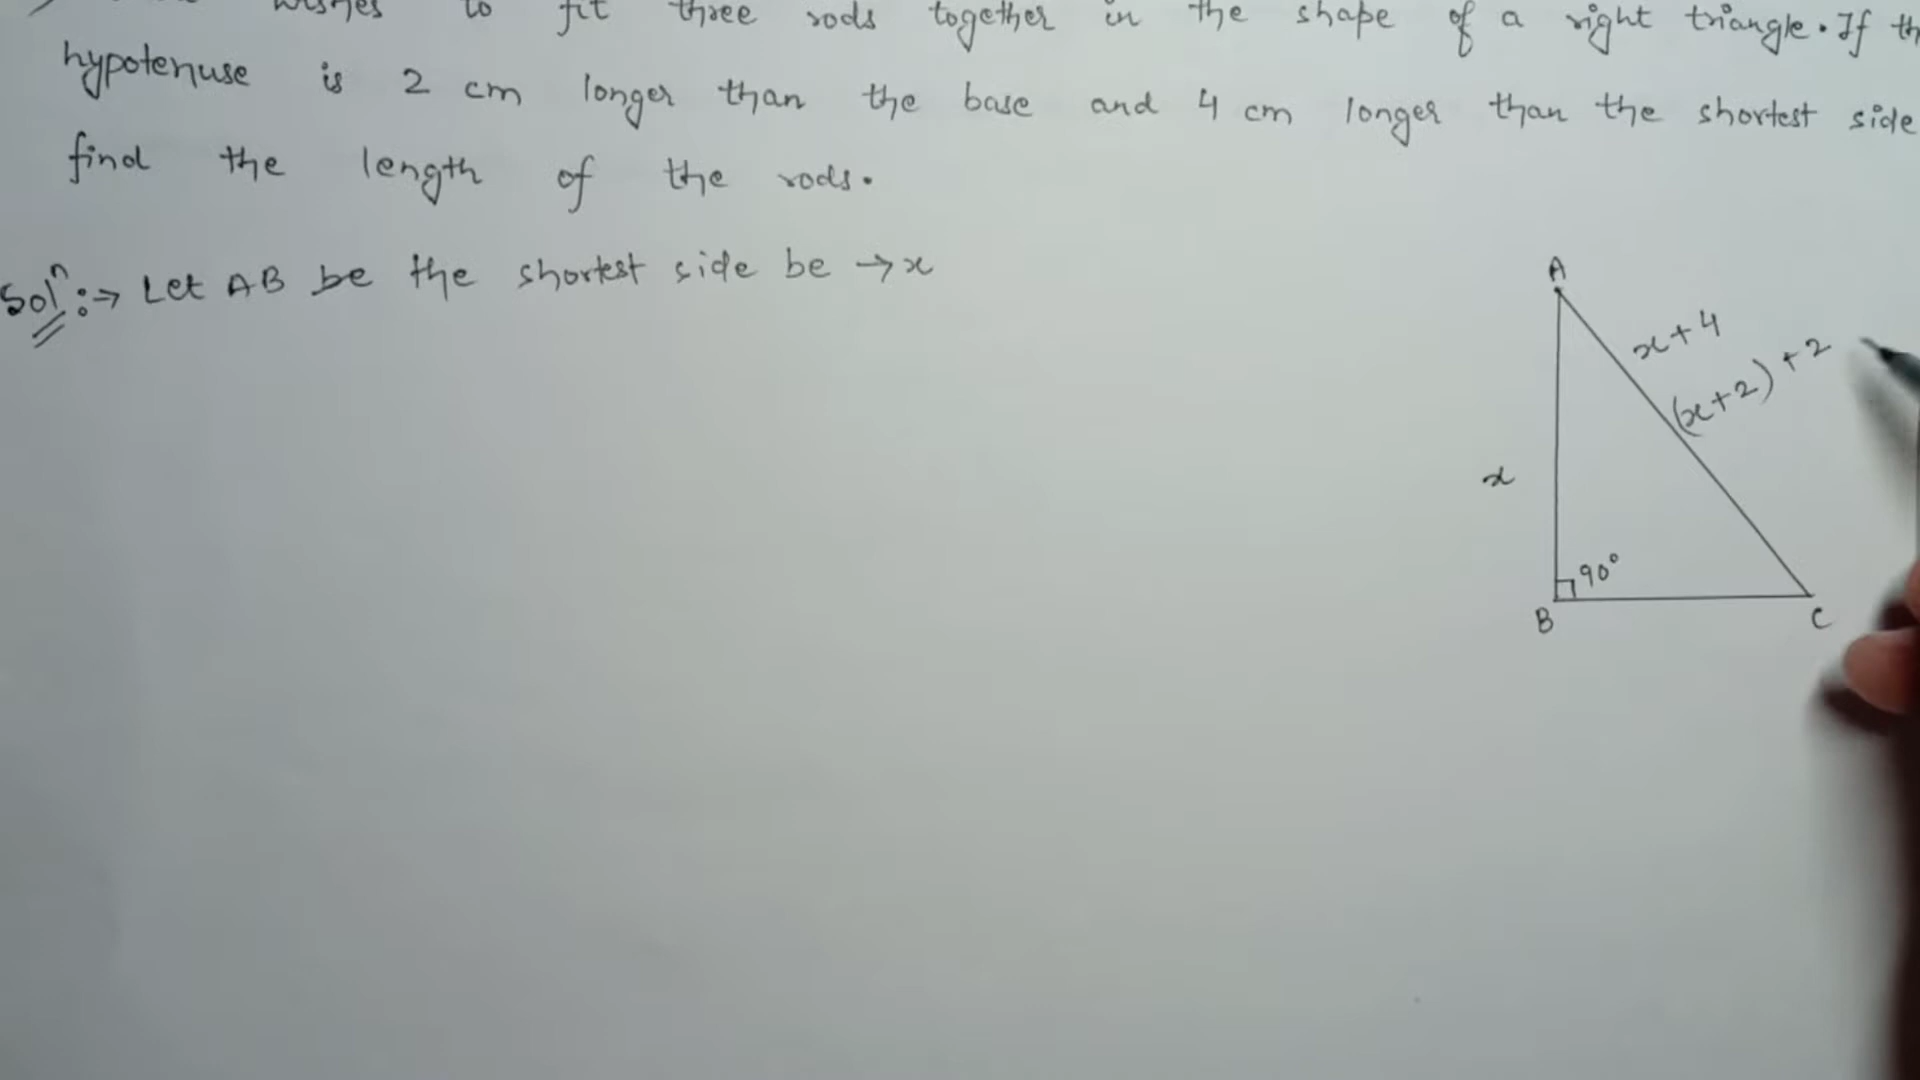 wishes to fit three rods together in the shape of a right triangle. If th
hypotenuse is 2 cm longer than the base and 4 cm longer than the shortest side
find the length of the rods.
Solⁿ :→ Let AB be the shortest side be → x
A
x+4
(x+2)+2
x
90°
B
C